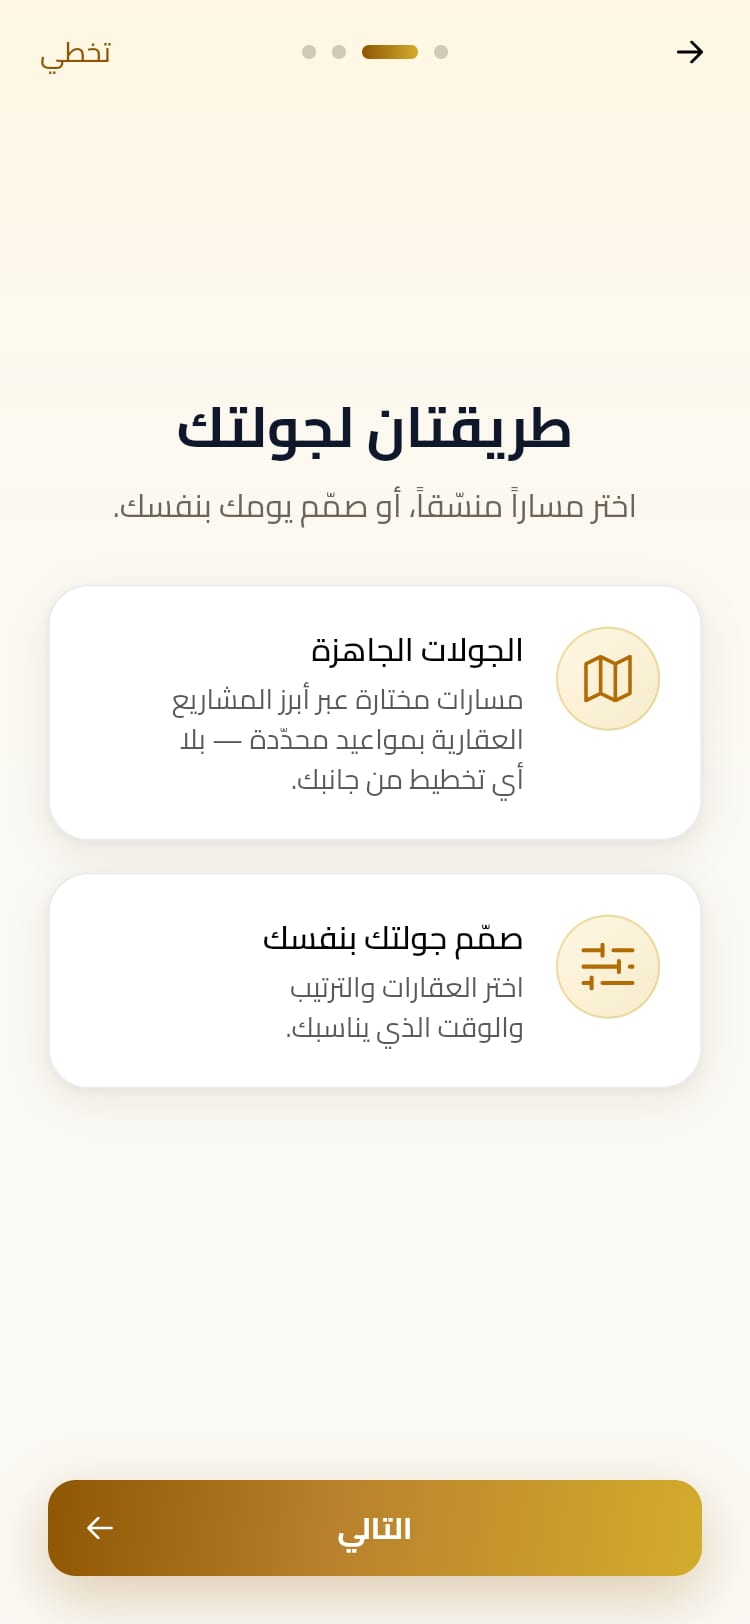 تخطي
طريقتان لجولتك
اختر مساراً منسّقاً، أو صمّم يومك بنفسك.
الجولات الجاهزة
مسارات مختارة عبر أبرز المشاريع
العقارية بمواعيد محدّدة — بلا
أي تخطيط من جانبك.
صمّم جولتك بنفسك
اختر العقارات والترتيب
والوقت الذي يناسبك.
التالي